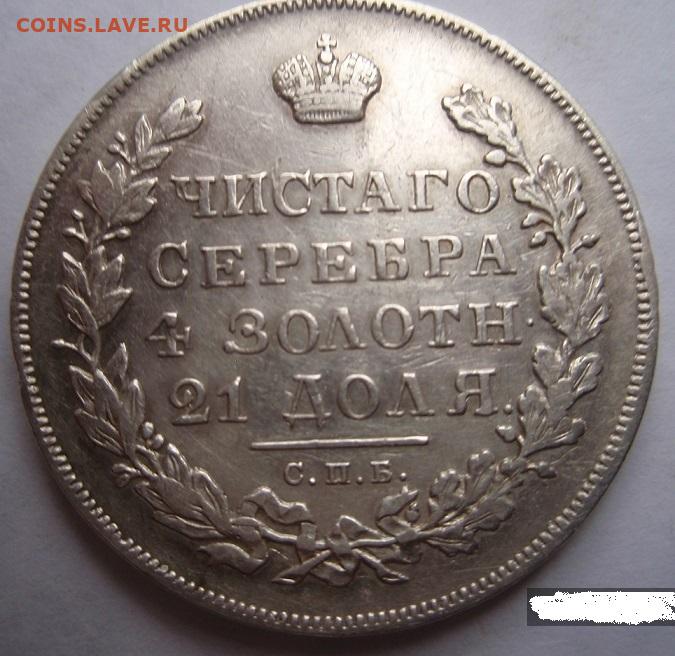 COINS.LAVE.RU
ЧИСТАГО
СЕРЕБРА
4 ЗОЛОТН.
21 ДОЛЯ.
С.П.Б.